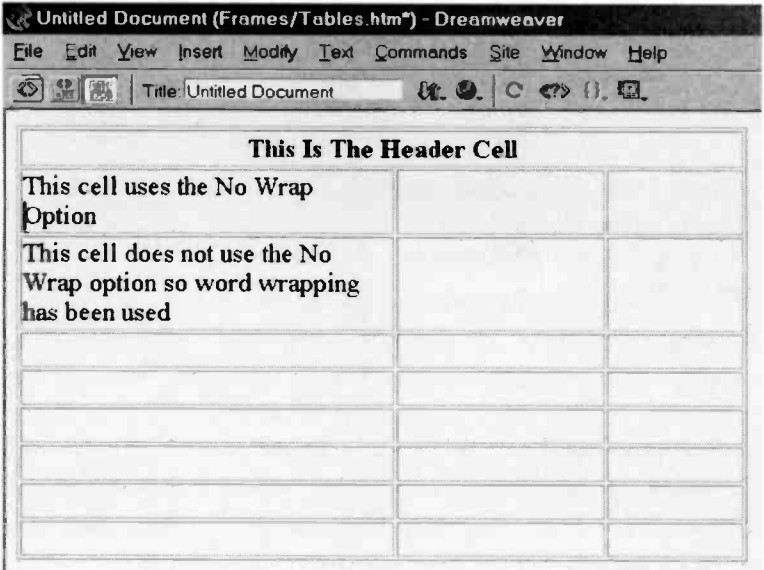 Untitled Document (Frames/Tables.htm*) - Dreamweaver
File Edit View Insert Modify Text Commands Site Window Help
Title: Untitled Document
This Is The Header Cell
This cell uses the No Wrap
Option
This cell does not use the No
Wrap option so word wrapping
has been used